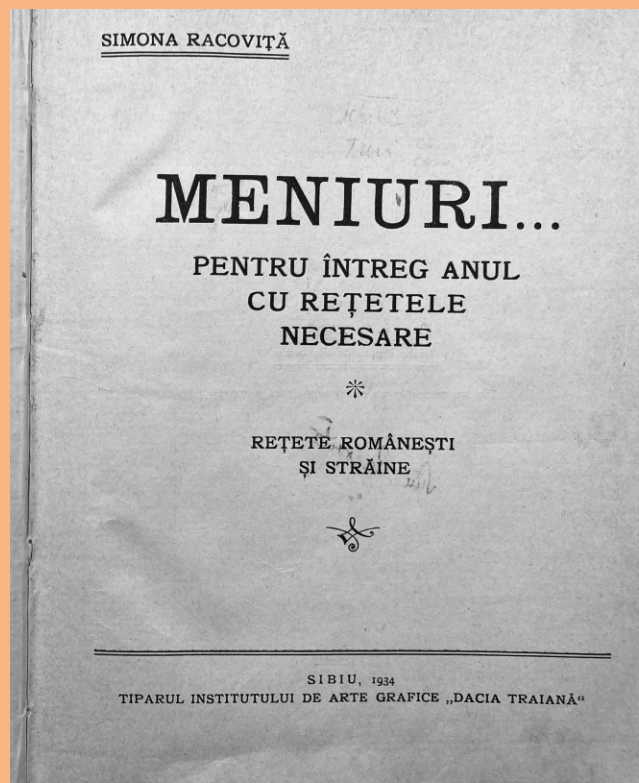 SIMONA RACOVIȚĂ
MENIURI...
PENTRU ÎNTREG ANUL
CU REȚETELE
NECESARE
REȚETE ROMÂNEȘTI
ȘI STRĂINE
SIBIU, 1934
TIPARUL INSTITUTULUI DE ARTE GRAFICE „DACIA TRAIANĂ“